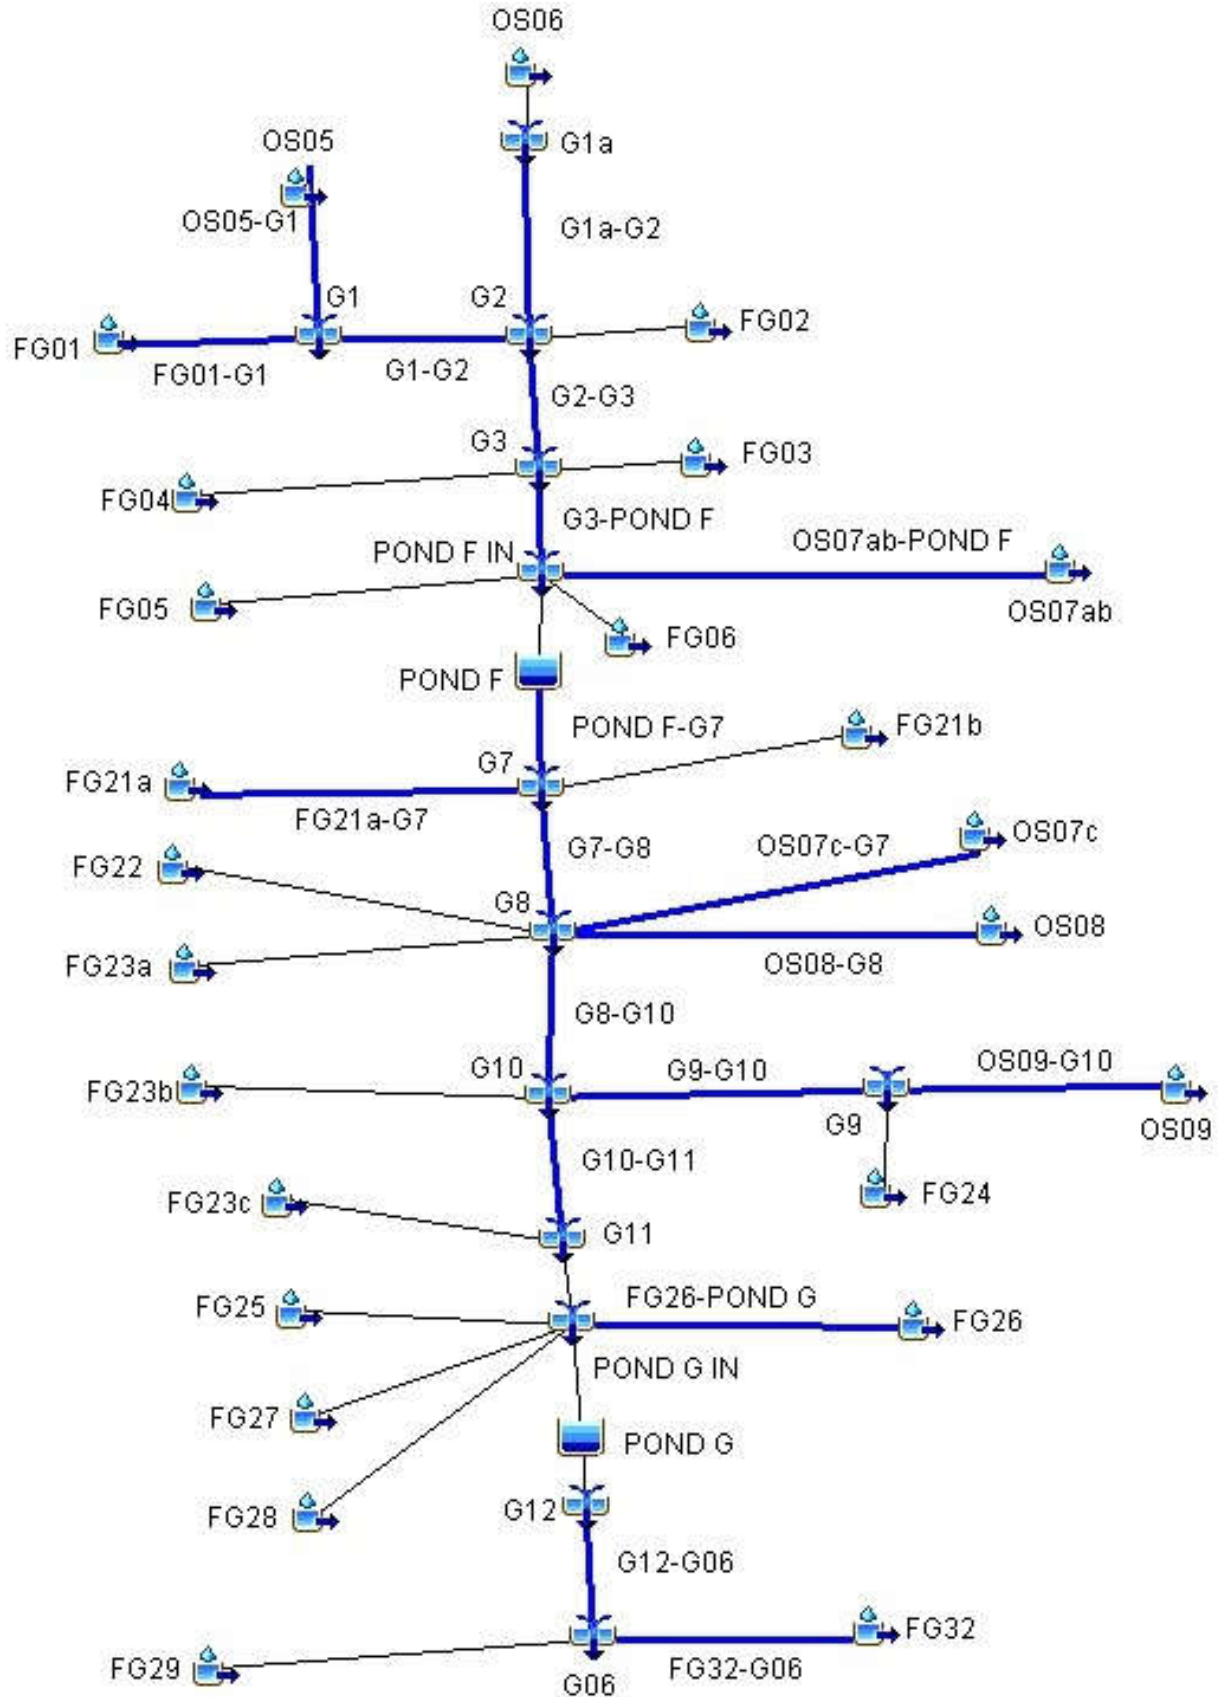 OS06
G1a
OS05
OS05-G1
G1a-G2
G1
G2
FG02
FG01
FG01-G1
G1-G2
G2-G3
G3
FG03
FG04
G3-POND F
POND F IN
OS07ab-POND F
FG05
FG06
OS07ab
POND F
POND F-G7
FG21b
FG21a
G7
FG21a-G7
G7-G8
OS07c-G7
OS07c
FG22
G8
OS08
FG23a
OS08-G8
G8-G10
G10
G9-G10
OS09-G10
FG23b
G9
OS09
G10-G11
FG23c
FG24
G11
FG25
FG26-POND G
FG26
POND G IN
FG27
POND G
FG28
G12
G12-G06
FG32
FG29
FG32-G06
G06